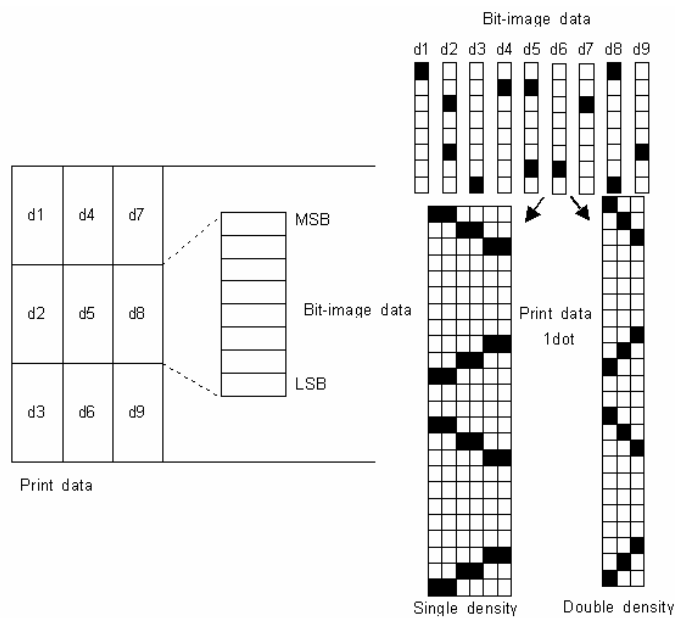 Bit-image data
d1 d2 d3 d4 d5 d6 d7 d8 d9
d1 d4 d7
d2 d5 d8
d3 d6 d9
Print data
MSB
Bit-image data
LSB
Print data
1dot
Single density
Double density